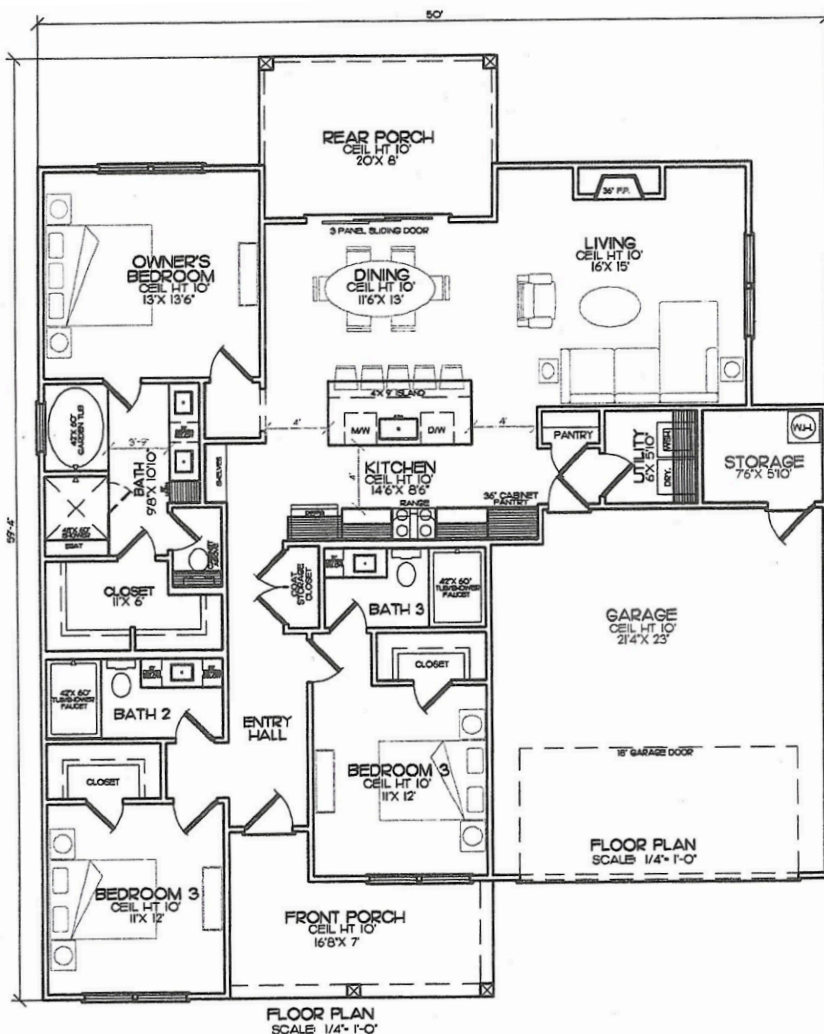 50'
59'-4"
REAR PORCH
CEIL HT 10'
20'X 8'
3 PANEL SLIDING DOOR
36" F.P.
LIVING
CEIL HT 10'
16'X 15'
OWNER'S
BEDROOM
CEIL HT 10'
13'X 13'6"
DINING
CEIL HT 10'
11'6"X 13'
4'X 9' ISLAND
M/W
D/W
4'
4'
4'
42"X 60"
GARDEN TUB
3'-9"
BATH
9'8"X 10'10"
SHELVES
KITCHEN
CEIL HT 10'
14'6"X 8'6"
RANGE
36" CABINET
PANTRY
PANTRY
UTILITY
6'X 5'10"
WSH.
DRY.
STORAGE
7'6"X 5'10"
SHOWER
SEAT
CLOSET
11'X 6'
COAT
STORAGE
CLOSET
BATH 3
42"X 60"
TUB/SHOWER
FAUCET
GARAGE
CEIL HT 10'
21'4"X 23'
CLOSET
42"X 60"
TUB/SHOWER
FAUCET
BATH 2
ENTRY
HALL
CLOSET
BEDROOM 3
CEIL HT 10'
11'X 12'
16' GARAGE DOOR
FLOOR PLAN
SCALE: 1/4"= 1'-0"
BEDROOM 3
CEIL HT 10'
11'X 12'
FRONT PORCH
CEIL HT 10'
16'8"X 7'
FLOOR PLAN
SCALE: 1/4"= 1'-0"